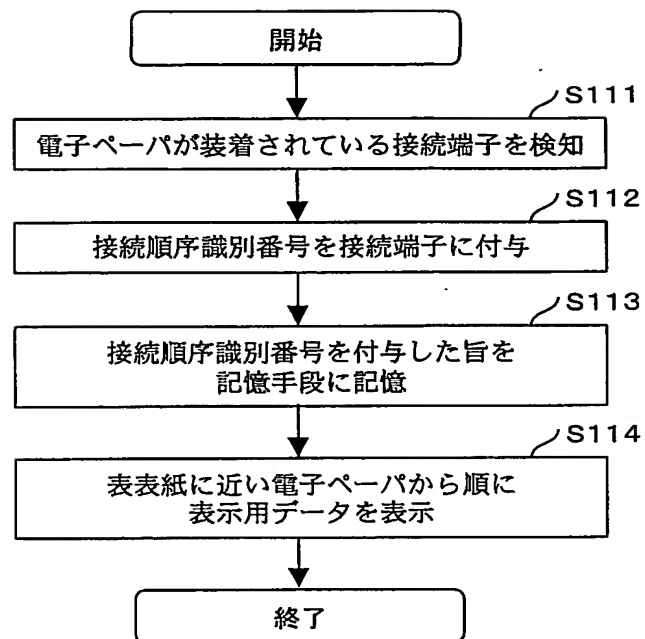 開始
S111
電子ペーパが装着されている接続端子を検知
S112
接続順序識別番号を接続端子に付与
S113
接続順序識別番号を付与した旨を
記憶手段に記憶
S114
表表紙に近い電子ペーパから順に
表示用データを表示
終了